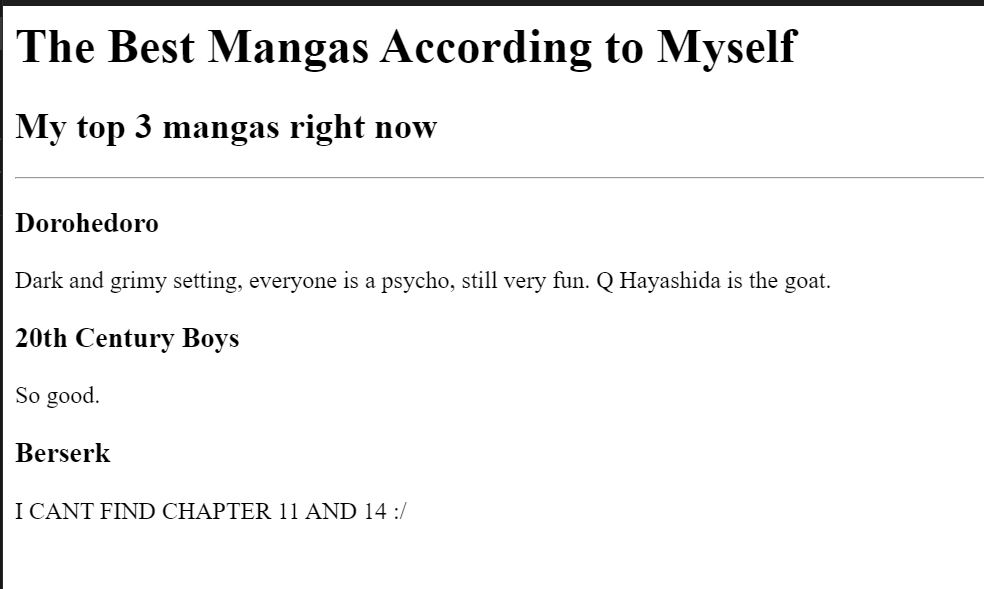 The Best Mangas According to Myself
My top 3 mangas right now
Dorohedoro
Dark and grimy setting, everyone is a psycho, still very fun. Q Hayashida is the goat.
20th Century Boys
So good.
Berserk
I CANT FIND CHAPTER 11 AND 14 :/